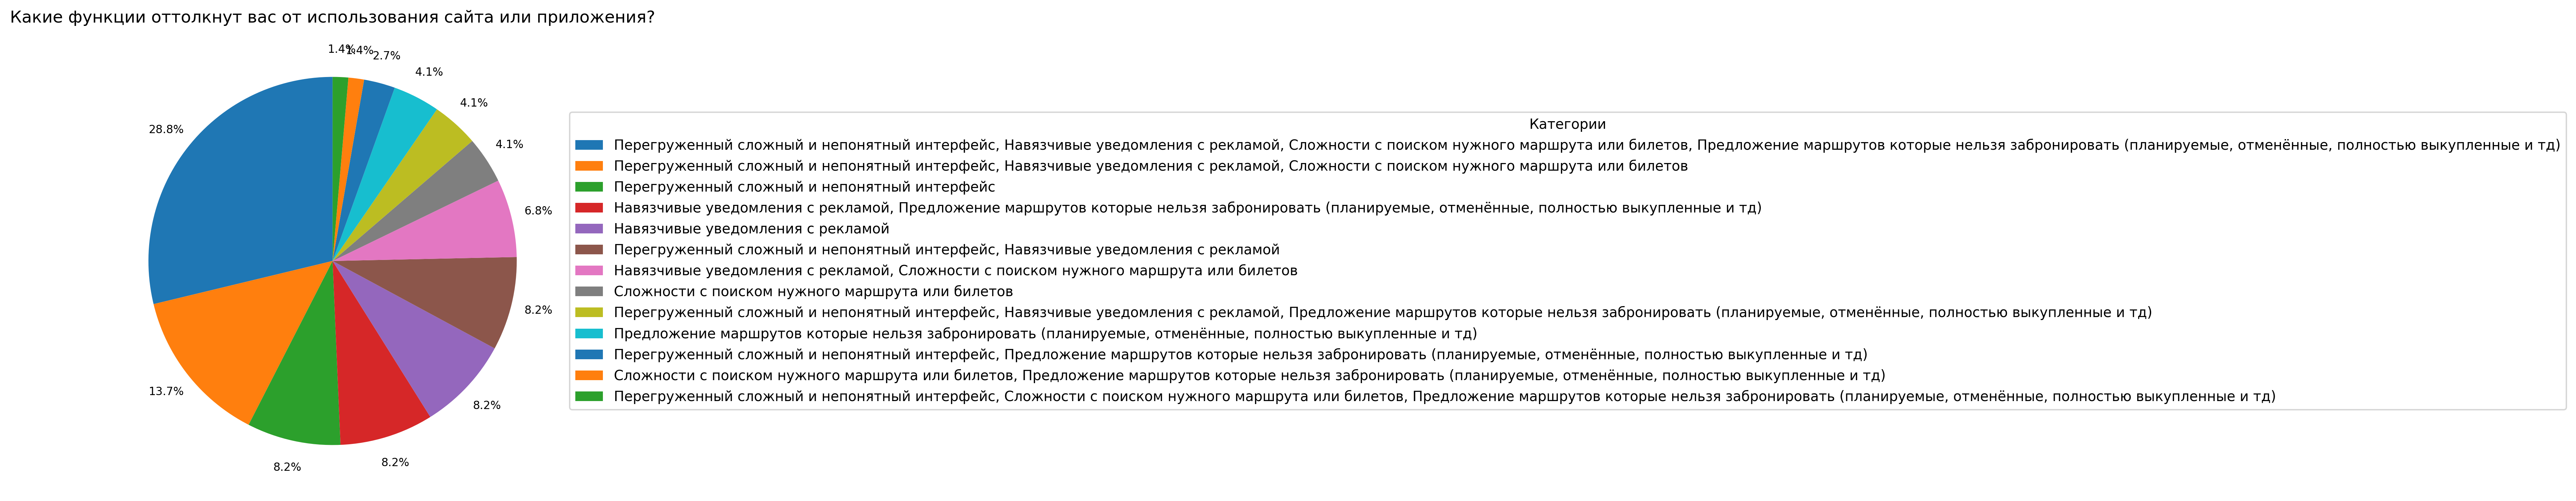 Какие функции оттолкнут вас от использования сайта или приложения?
1.4%
1.4%
2.7%
4.1%
4.1%
4.1%
6.8%
8.2%
8.2%
8.2%
8.2%
13.7%
28.8%
Категории
Перегруженный сложный и непонятный интерфейс, Навязчивые уведомления с рекламой, Сложности с поиском нужного маршрута или билетов, Предложение маршрутов которые нельзя забронировать (планируемые, отменённые, полностью выкупленные и тд)
Перегруженный сложный и непонятный интерфейс, Навязчивые уведомления с рекламой, Сложности с поиском нужного маршрута или билетов
Перегруженный сложный и непонятный интерфейс
Навязчивые уведомления с рекламой, Предложение маршрутов которые нельзя забронировать (планируемые, отменённые, полностью выкупленные и тд)
Навязчивые уведомления с рекламой
Перегруженный сложный и непонятный интерфейс, Навязчивые уведомления с рекламой
Навязчивые уведомления с рекламой, Сложности с поиском нужного маршрута или билетов
Сложности с поиском нужного маршрута или билетов
Перегруженный сложный и непонятный интерфейс, Навязчивые уведомления с рекламой, Предложение маршрутов которые нельзя забронировать (планируемые, отменённые, полностью выкупленные и тд)
Предложение маршрутов которые нельзя забронировать (планируемые, отменённые, полностью выкупленные и тд)
Перегруженный сложный и непонятный интерфейс, Предложение маршрутов которые нельзя забронировать (планируемые, отменённые, полностью выкупленные и тд)
Сложности с поиском нужного маршрута или билетов, Предложение маршрутов которые нельзя забронировать (планируемые, отменённые, полностью выкупленные и тд)
Перегруженный сложный и непонятный интерфейс, Сложности с поиском нужного маршрута или билетов, Предложение маршрутов которые нельзя забронировать (планируемые, отменённые, полностью выкупленные и тд)